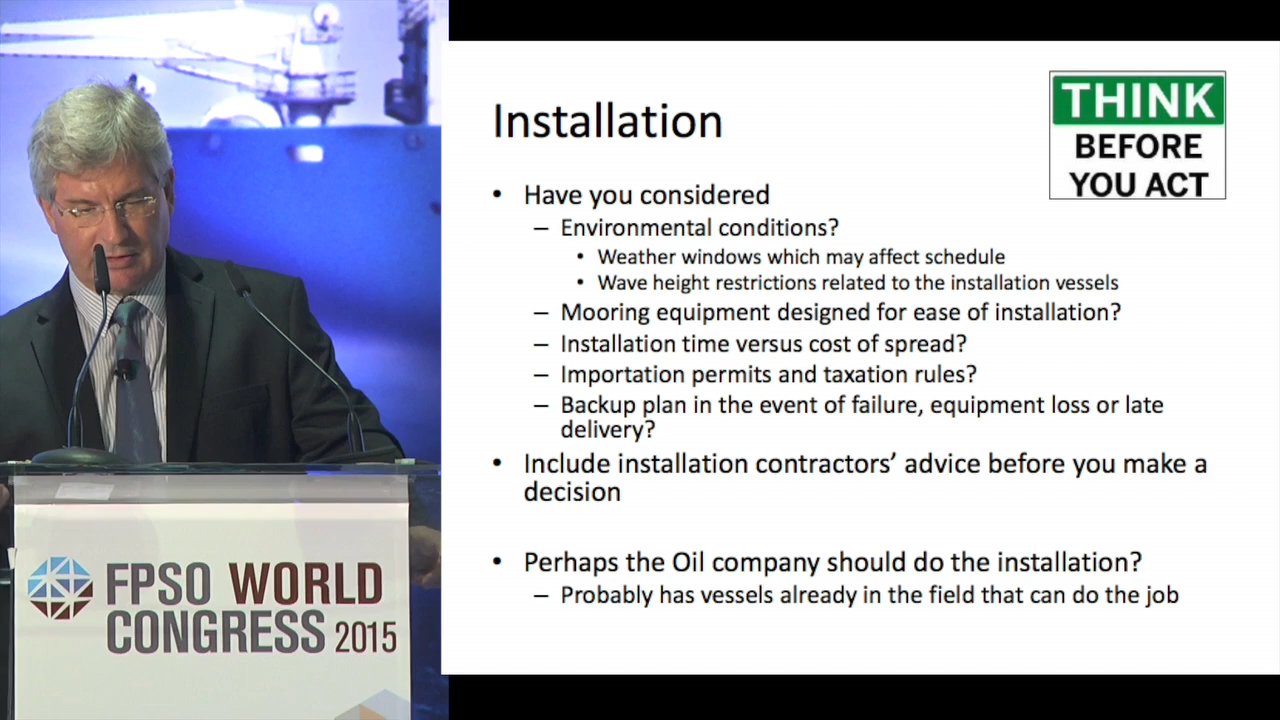 Installation
THINK
BEFORE
YOU ACT
• Have you considered
– Environmental conditions?
• Weather windows which may affect schedule
• Wave height restrictions related to the installation vessels
– Mooring equipment designed for ease of installation?
– Installation time versus cost of spread?
– Importation permits and taxation rules?
– Backup plan in the event of failure, equipment loss or late
delivery?
• Include installation contractors’ advice before you make a
decision
• Perhaps the Oil company should do the installation?
– Probably has vessels already in the field that can do the job
FPSO WORLD
CONGRESS 2015